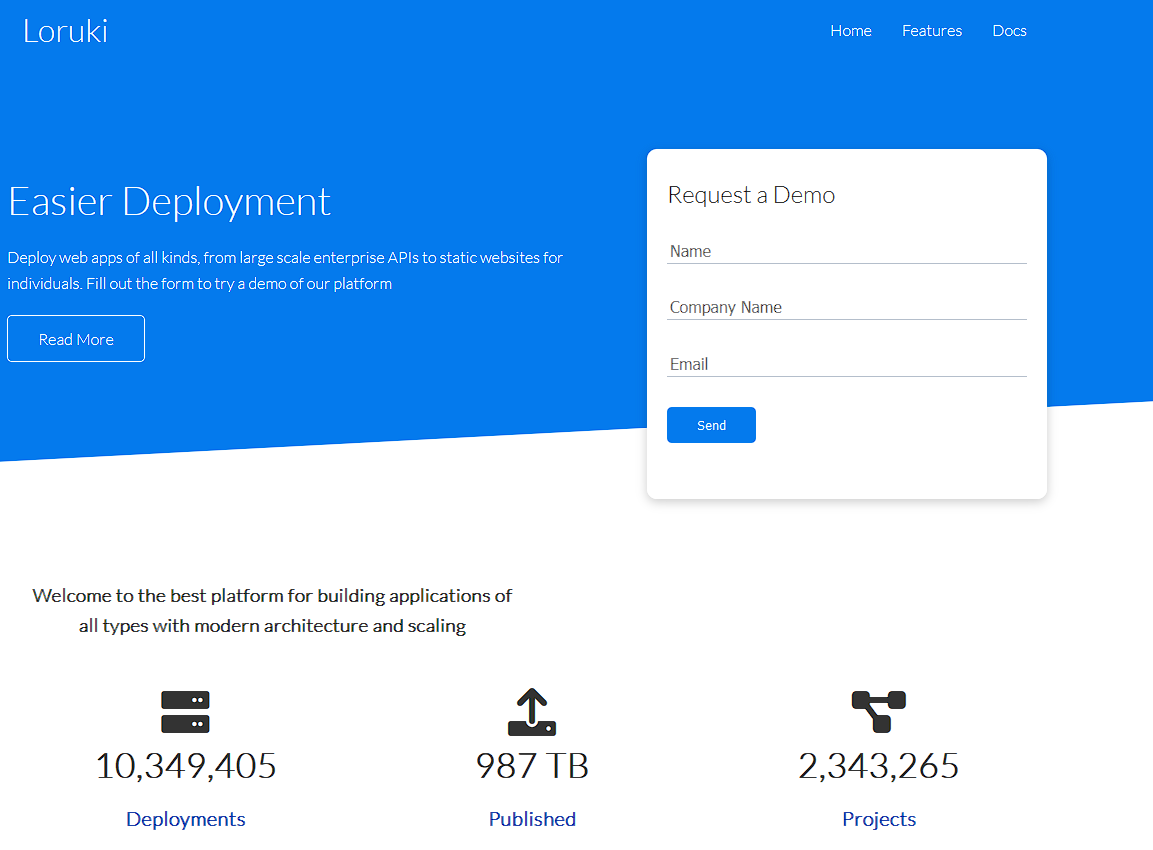 Loruki
Home
Features
Docs
Easier Deployment
Deploy web apps of all kinds, from large scale enterprise APIs to static websites for
individuals. Fill out the form to try a demo of our platform
Read More
Request a Demo
Name
Company Name
Email
Send
Welcome to the best platform for building applications of
all types with modern architecture and scaling
10,349,405
Deployments
987 TB
Published
2,343,265
Projects